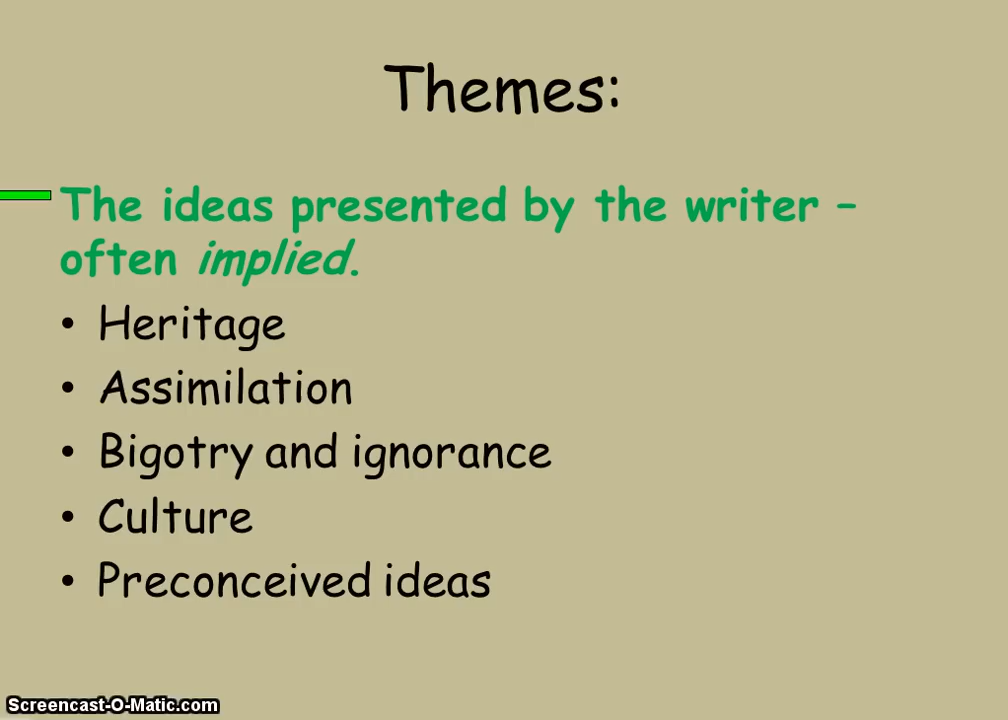 Themes:
The ideas presented by the writer –
often implied.
• Heritage
• Assimilation
• Bigotry and ignorance
• Culture
• Preconceived ideas
Screencast-O-Matic.com